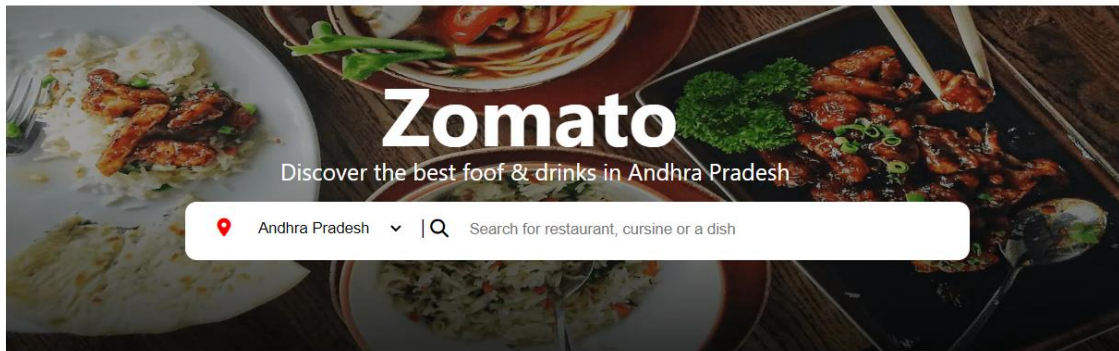 Zomato
Discover the best foof & drinks in Andhra Pradesh
Andhra Pradesh | Search for restaurant, cursine or a dish